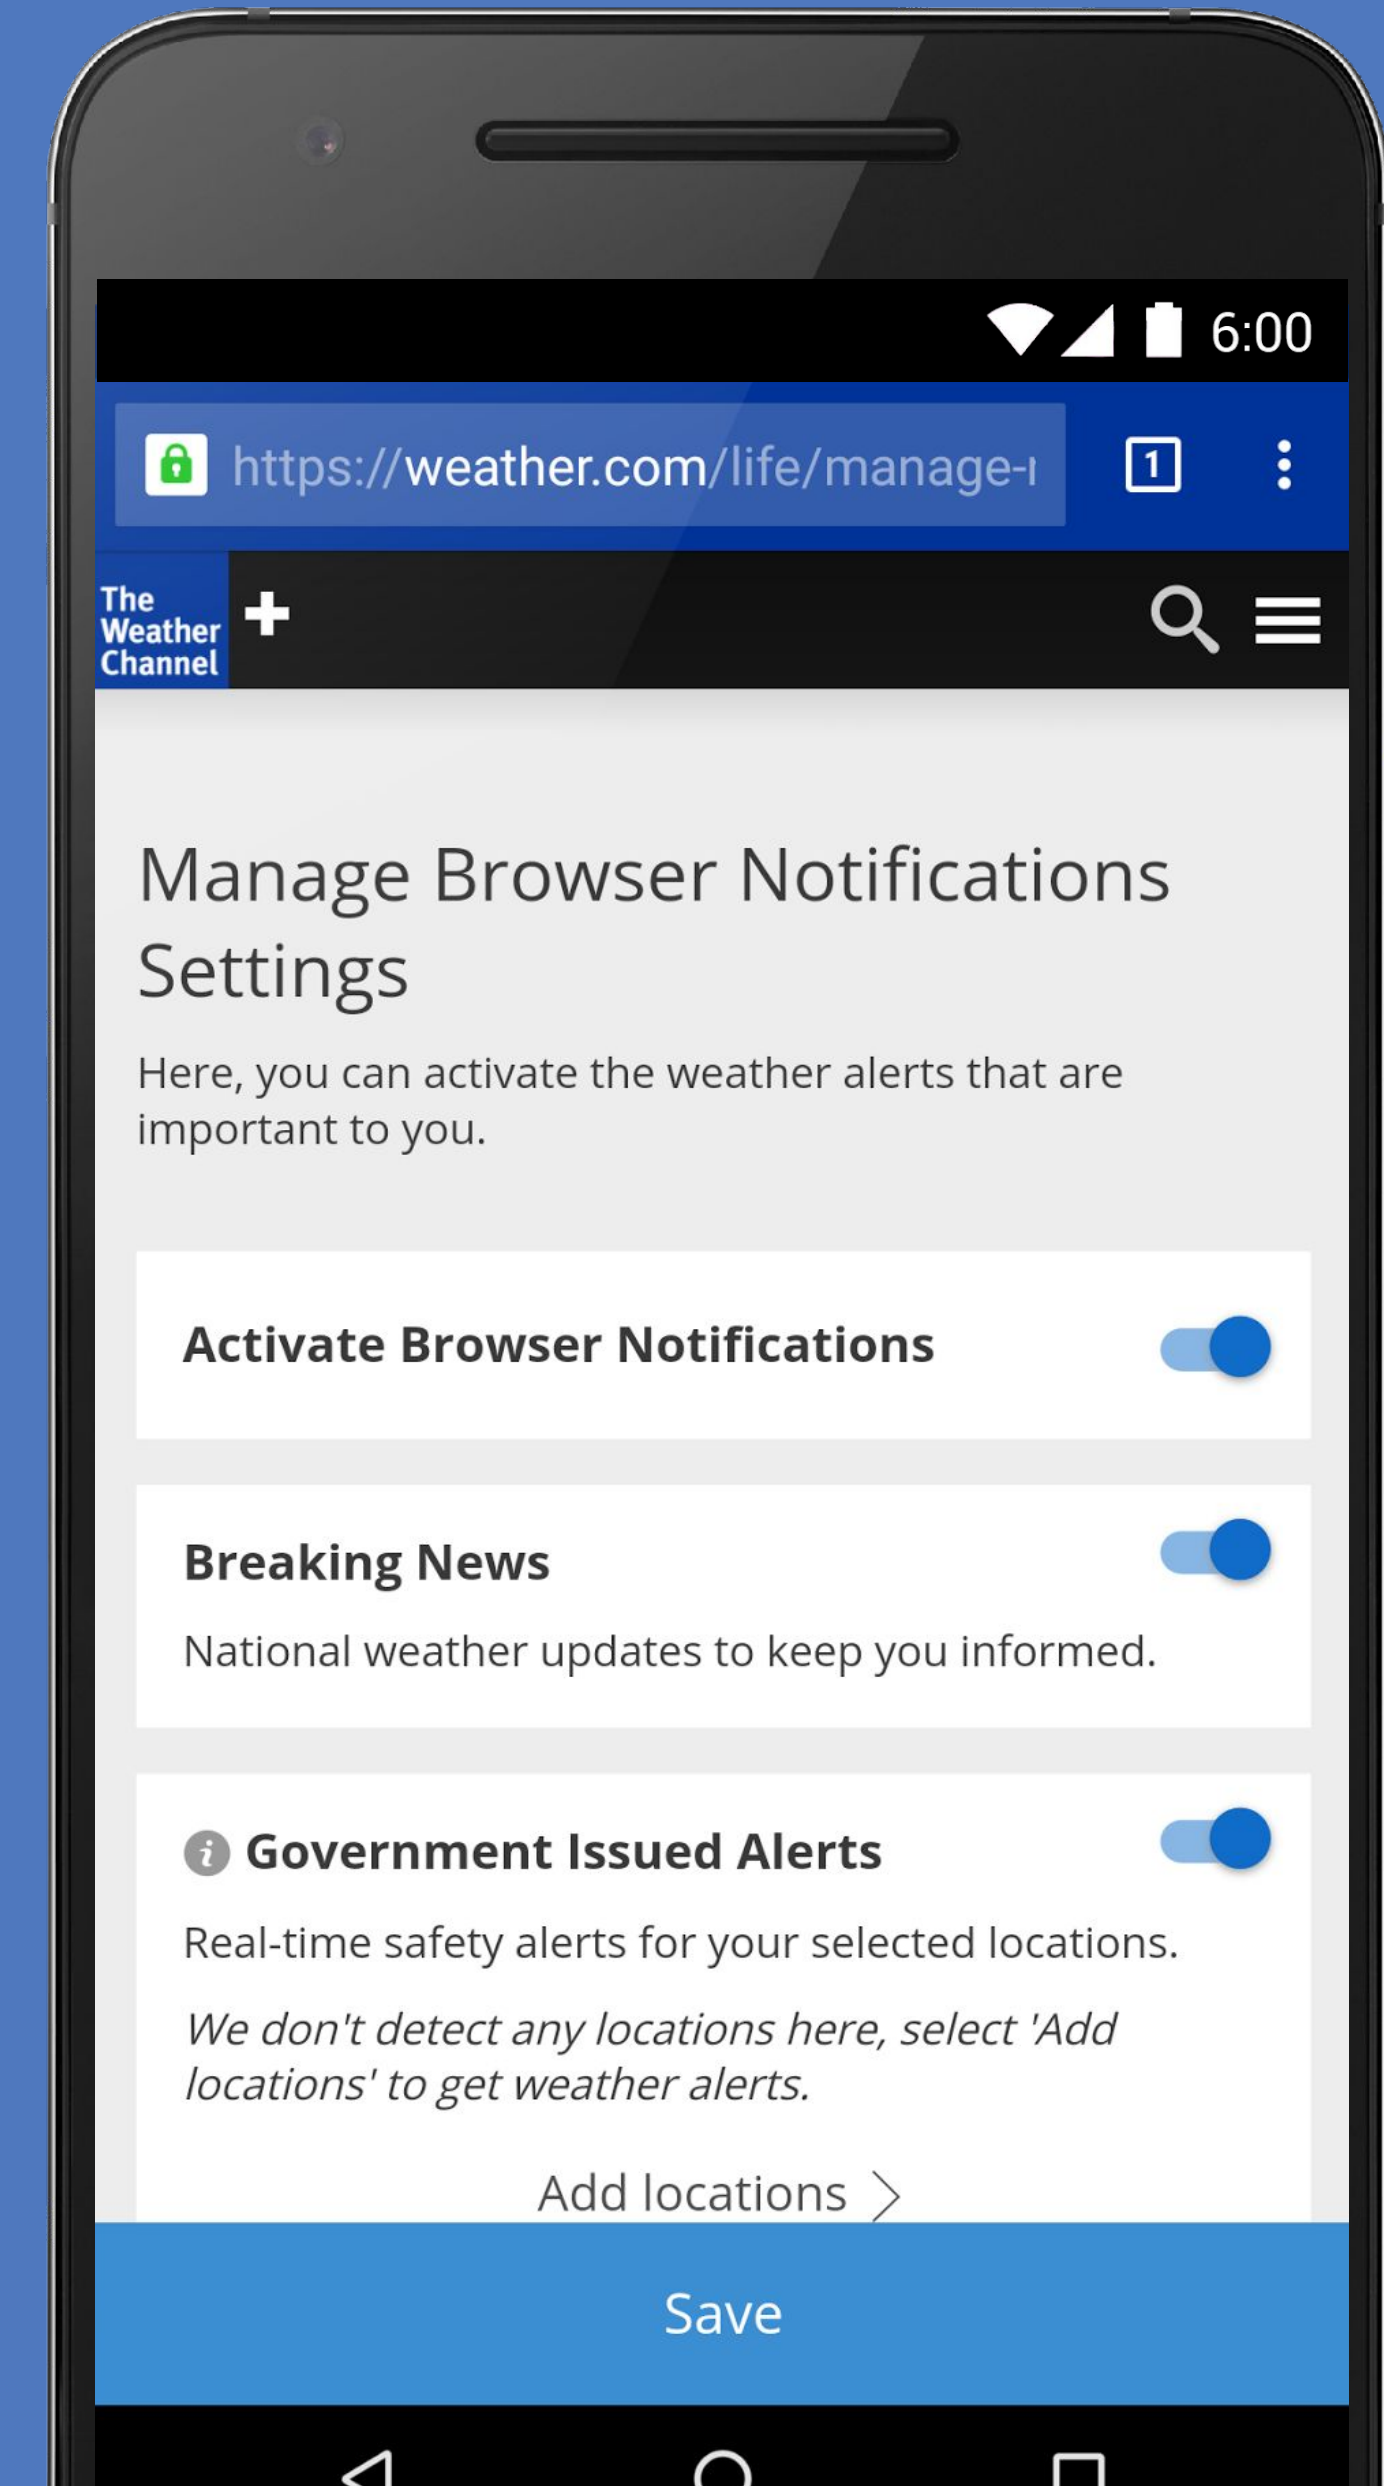 6:00
https://weather.com/life/manage-
1
The
Weather
Channel
Manage Browser Notifications
Settings
Here, you can activate the weather alerts that are
important to you.
Activate Browser Notifications
Breaking News
National weather updates to keep you informed.
i Government Issued Alerts
Real-time safety alerts for your selected locations.
We don't detect any locations here, select 'Add
locations' to get weather alerts.
Add locations
Save